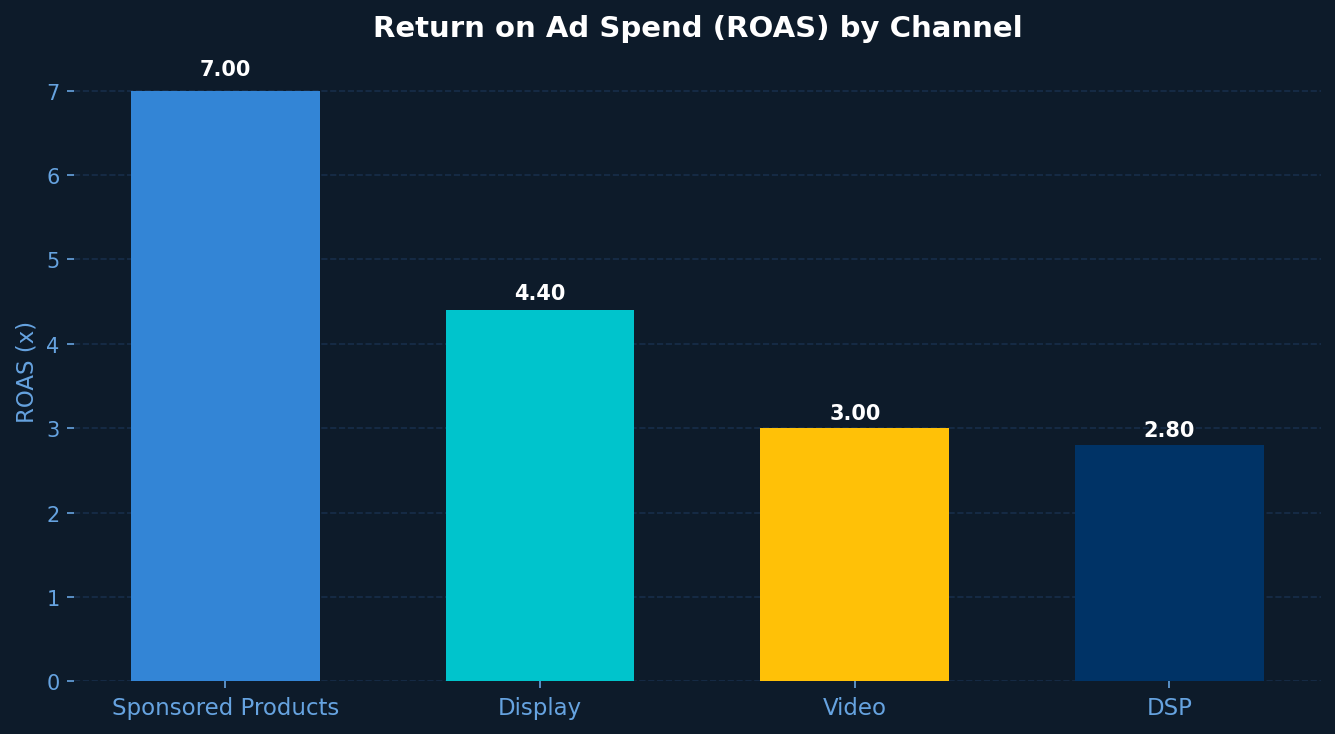 Return on Ad Spend (ROAS) by Channel
7.00
7
6
5
4.40
4
ROAS (x)
3.00
3
2.80
2
1
0
Sponsored Products
Display
Video
DSP